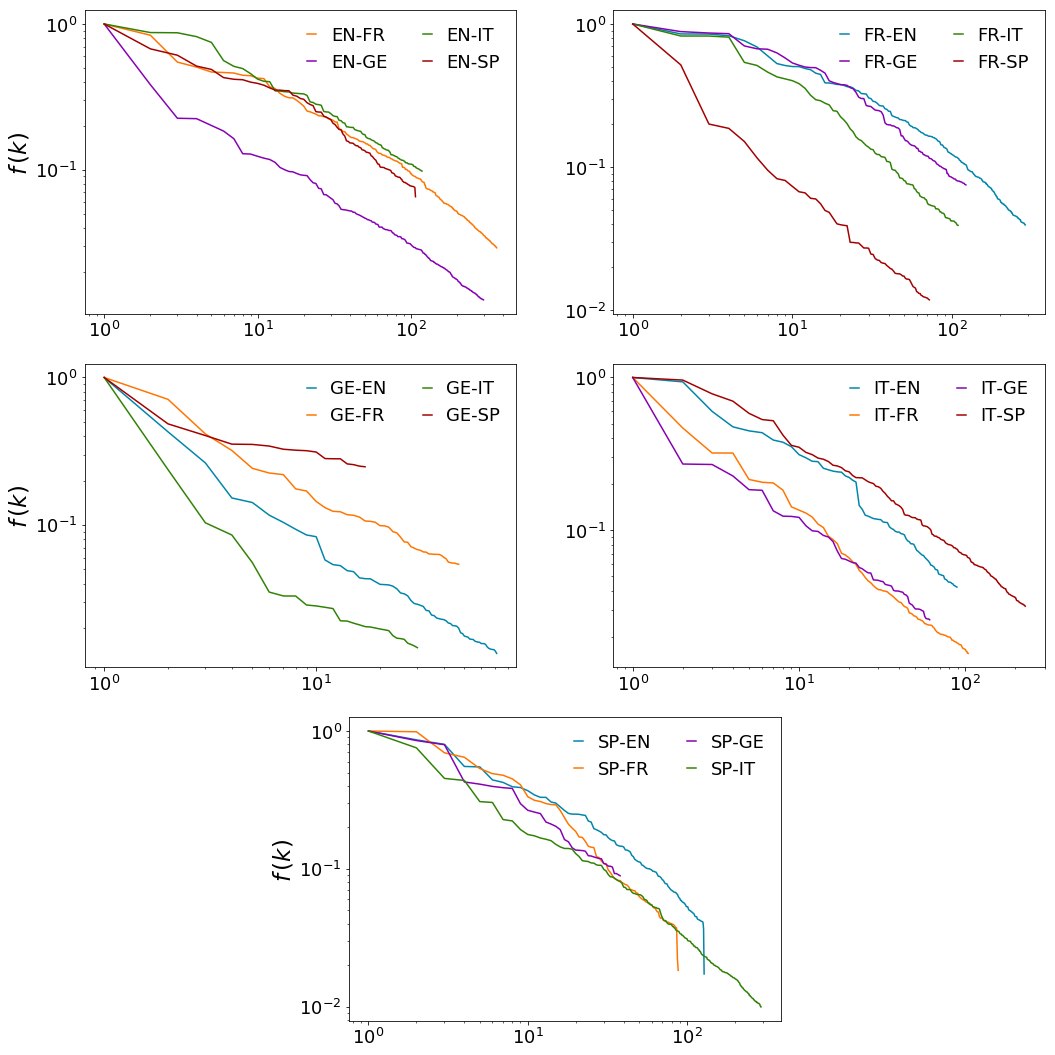 10⁰
EN-FR EN-IT
EN-GE EN-SP
f(k)
10⁻¹
10⁰ 10¹ 10²
10⁰
FR-EN FR-IT
FR-GE FR-SP
10⁻¹
10⁻²
10⁰ 10¹ 10²
10⁰
GE-EN GE-IT
GE-FR GE-SP
f(k)
10⁻¹
10⁰ 10¹
10⁰
IT-EN IT-GE
IT-FR IT-SP
10⁻¹
10⁰ 10¹ 10²
10⁰
SP-EN SP-GE
SP-FR SP-IT
f(k)
10⁻¹
10⁻²
10⁰ 10¹ 10²